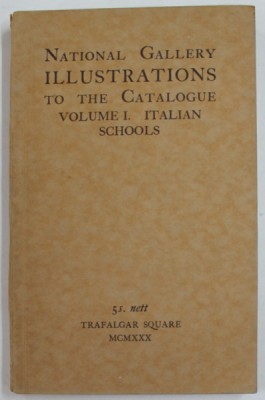 NATIONAL GALLERY
ILLUSTRATIONS
TO THE CATALOGUE
VOLUME I. ITALIAN
SCHOOLS
5s. nett
TRAFALGAR SQUARE
MCMXXX